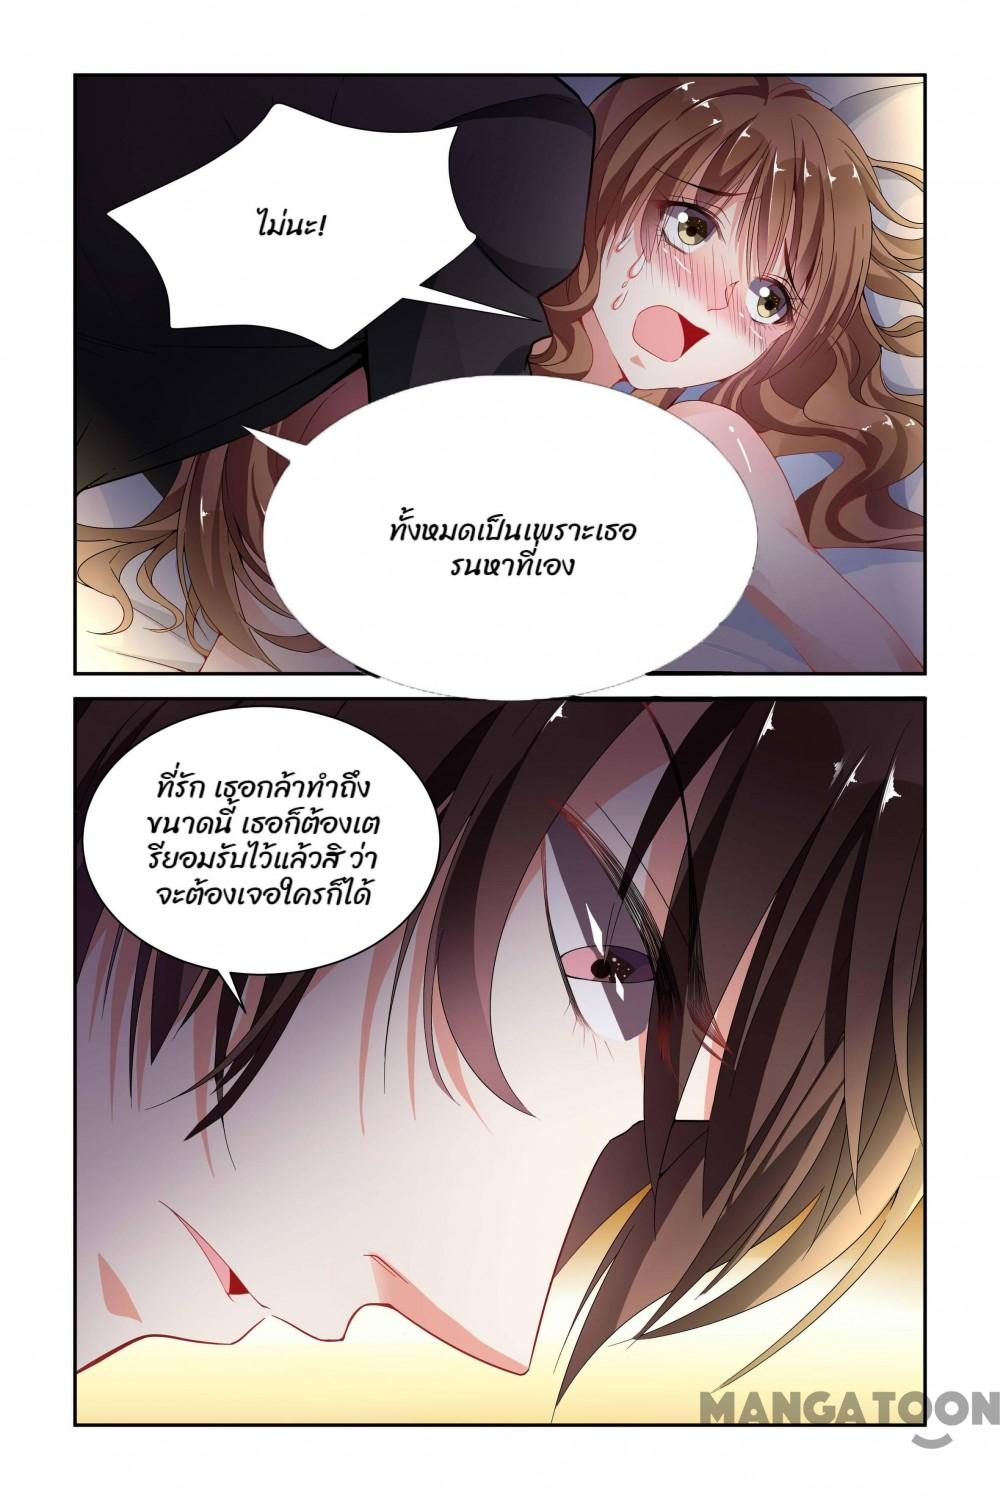 ไม่นะ!
ทั้งหมดเป็นเพราะเธอ
รนหาที่เอง
ที่รัก เธอกล้าทำถึง
ขนาดนี้ เธอก็ต้องเต
รียอมรับไว้แล้วสิ ว่า
จะต้องเจอใครก็ได้
MANGATOON